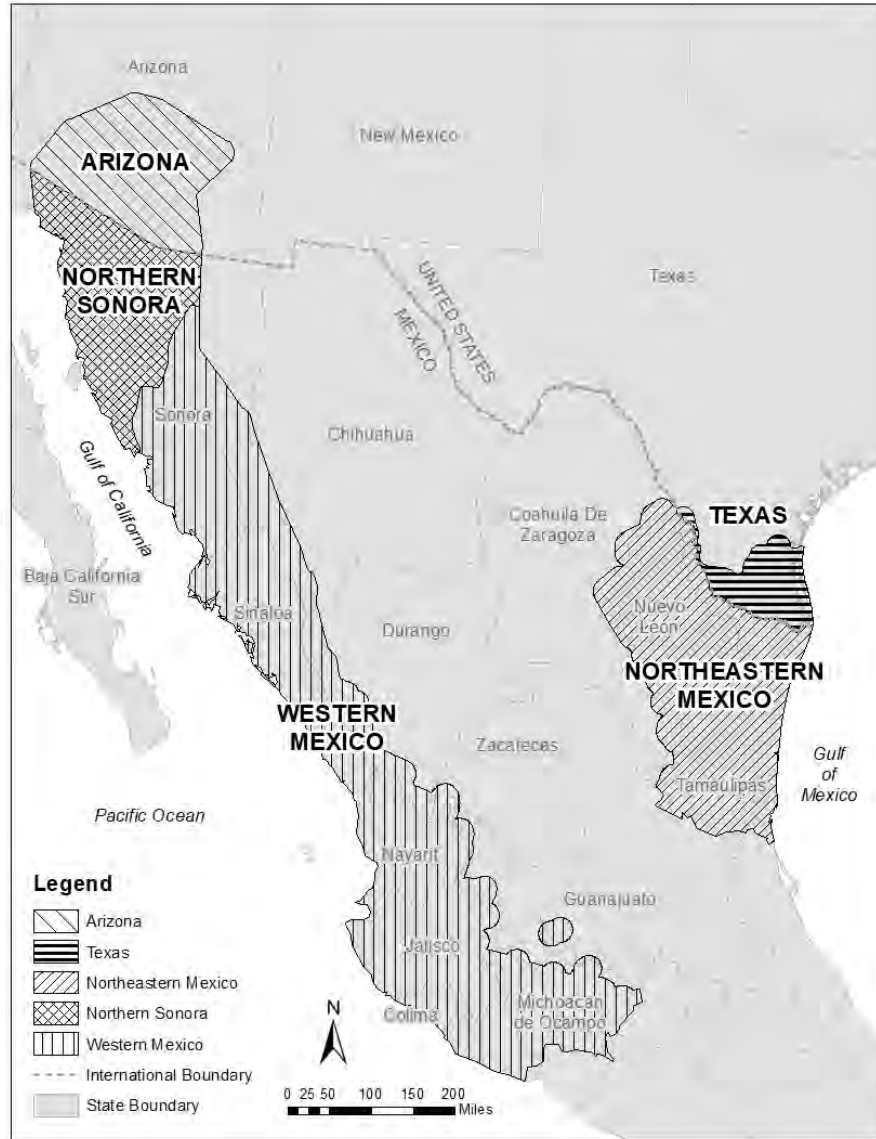 Arizona
ARIZONA
New Mexico
NORTHERN
SONORA
Texas
UNITED STATES
MEXICO
Sonora
Chihuahua
Gulf of California
Coahuila De
Zaragoza
TEXAS
Baja California
Sur
Sinaloa
Durango
Nuevo
León
NORTHEASTERN
MEXICO
WESTERN
MEXICO
Zacatecas
Gulf
of
Mexico
Tamaulipas
Pacific Ocean
Nayarit
Guanajuato
Jalisco
Michoacán
de Ocampo
Colima
Legend
Arizona
Texas
Northeastern Mexico
Northern Sonora
Western Mexico
International Boundary
State Boundary
N
0 25 50 100 150 200
Miles